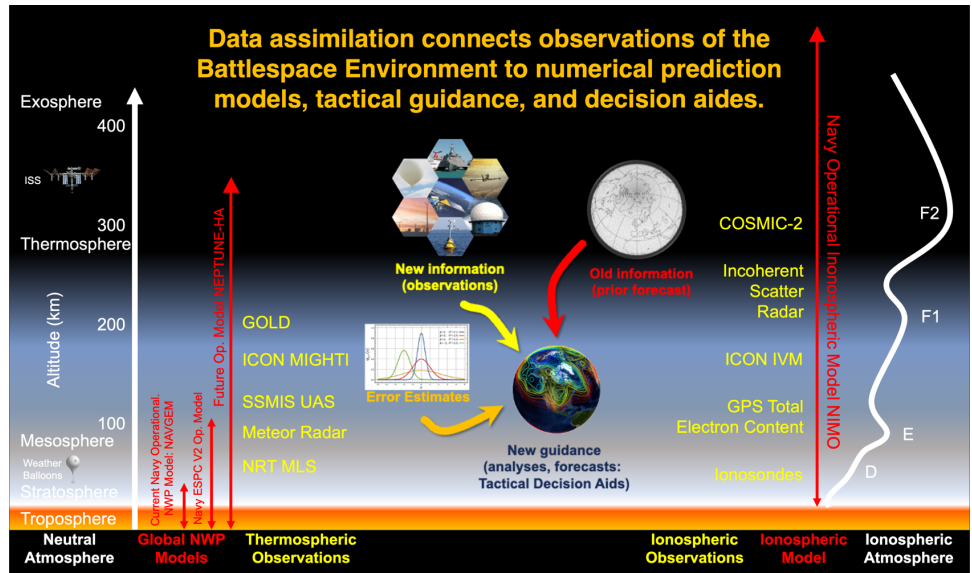 Data assimilation connects observations of the
Battlespace Environment to numerical prediction
models, tactical guidance, and decision aides.
Exosphere
400
ISS
300
Thermosphere
Altitude (km)
200
100
Mesosphere
Weather
Balloons
Stratosphere
Troposphere
Neutral
Atmosphere
Current Navy Operational.
NWP Model: NAVGEM
Navy ESPC V2 Op. Model
Future Op. Model NEPTUNE-HA
Global NWP
Models
GOLD
ICON MIGHTI
SSMIS UAS
Meteor Radar
NRT MLS
Thermospheric
Observations
New information
(observations)
Old information
(prior forecast)
Error Estimates
New guidance
(analyses, forecasts:
Tactical Decision Aids)
COSMIC-2
Incoherent
Scatter
Radar
ICON IVM
GPS Total
Electron Content
Ionosondes
Ionospheric
Observations
Navy Operational Inonospheric Model NIMO
Ionospheric
Model
F2
F1
E
D
Ionospheric
Atmosphere